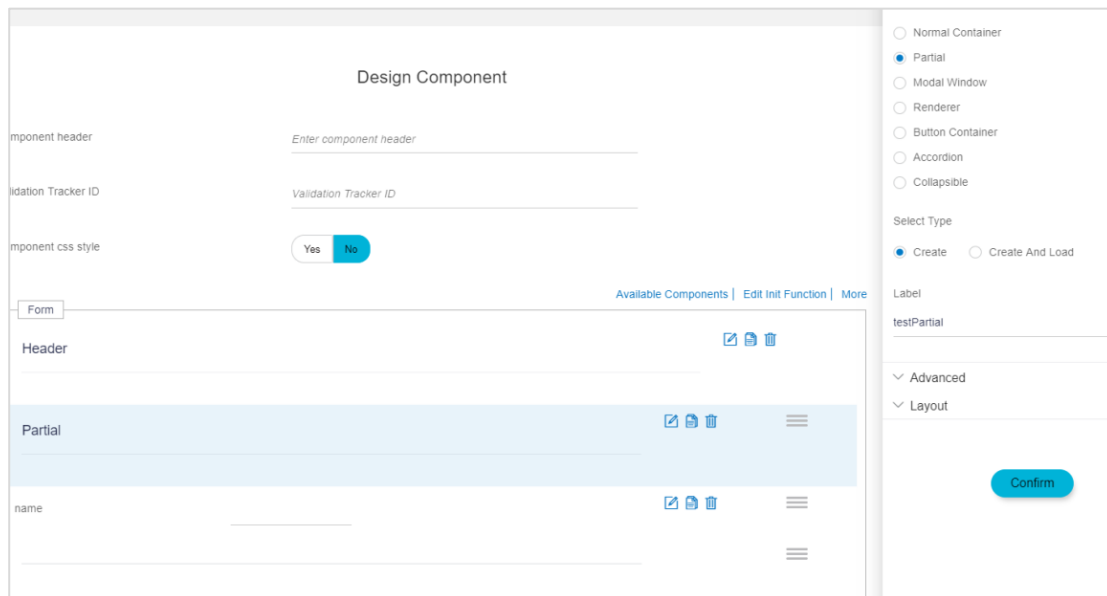 Design Component
mponent header
Enter component header
lidation Tracker ID
Validation Tracker ID
mponent css style
Yes No
Available Components | Edit Init Function | More
Form
Header
Partial
name
Normal Container
Partial
Modal Window
Renderer
Button Container
Accordion
Collapsible
Select Type
Create Create And Load
Label
testPartial
Advanced
Layout
Confirm